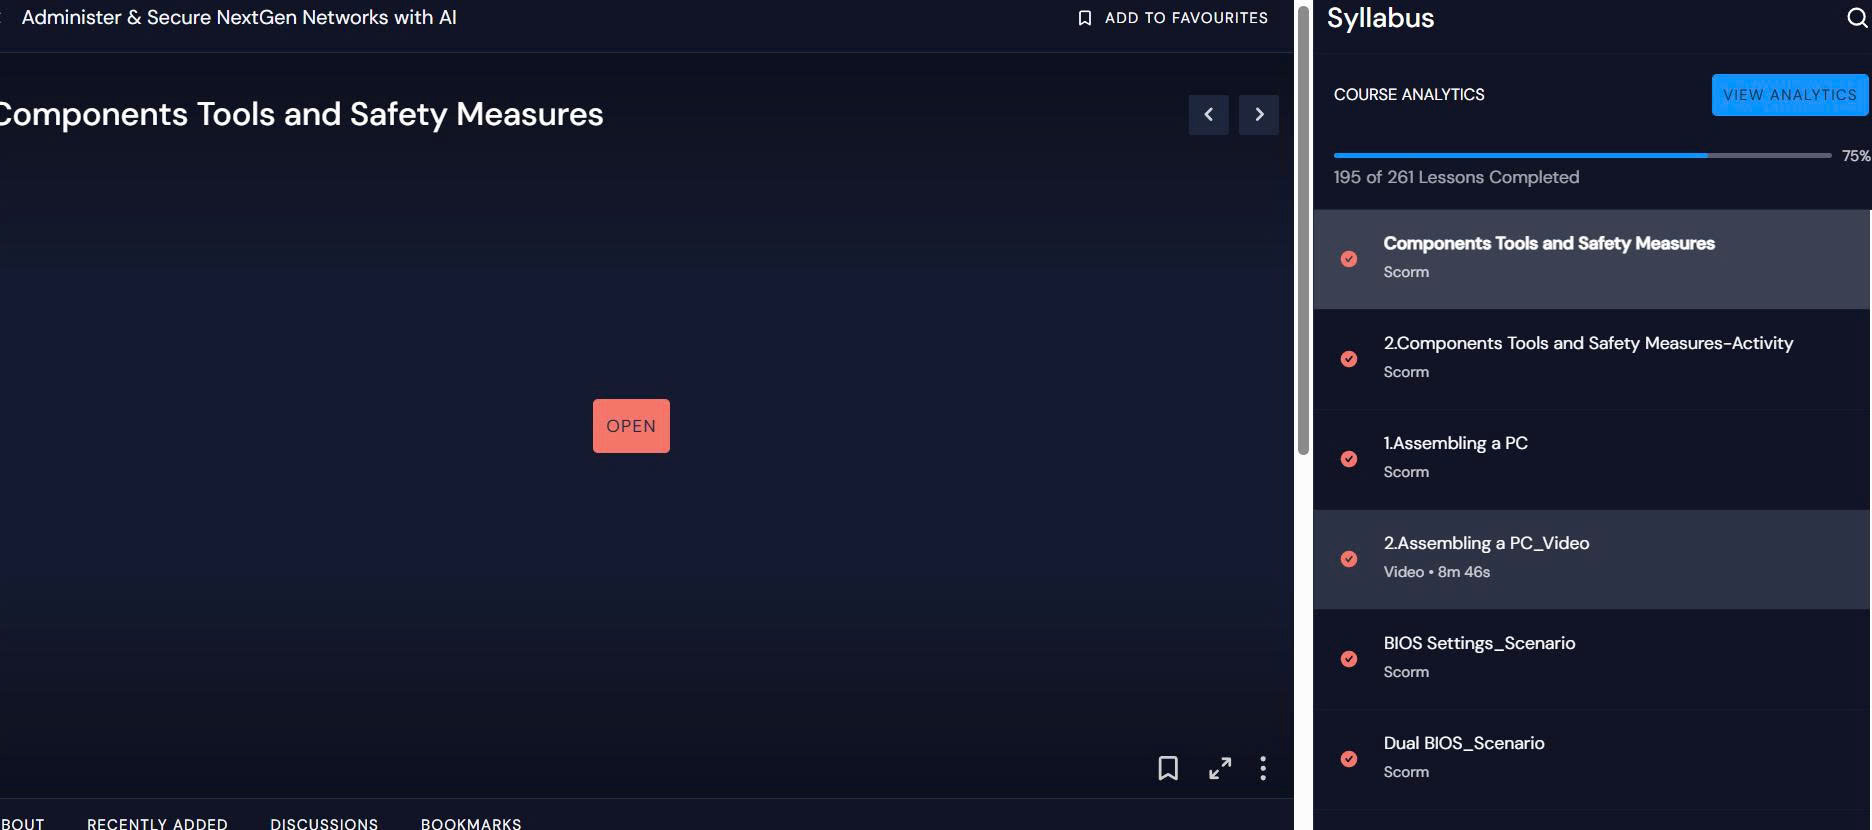 Administer & Secure NextGen Networks with AI
ADD TO FAVOURITES
Components Tools and Safety Measures
OPEN
BOUT
RECENTLY ADDED
DISCUSSIONS
BOOKMARKS
Syllabus
COURSE ANALYTICS
VIEW ANALYTICS
75%
195 of 261 Lessons Completed
Components Tools and Safety Measures
Scorm
2.Components Tools and Safety Measures-Activity
Scorm
1.Assembling a PC
Scorm
2.Assembling a PC_Video
Video • 8m 46s
BIOS Settings_Scenario
Scorm
Dual BIOS_Scenario
Scorm